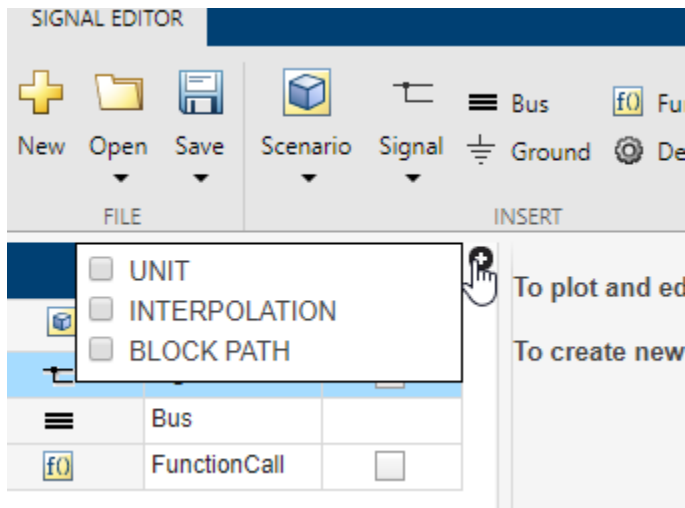 SIGNAL EDITOR
New Open Save Scenario Signal
Bus
Ground
FILE INSERT
UNIT
INTERPOLATION
BLOCK PATH
To plot and ed
To create new
Bus
f() FunctionCall